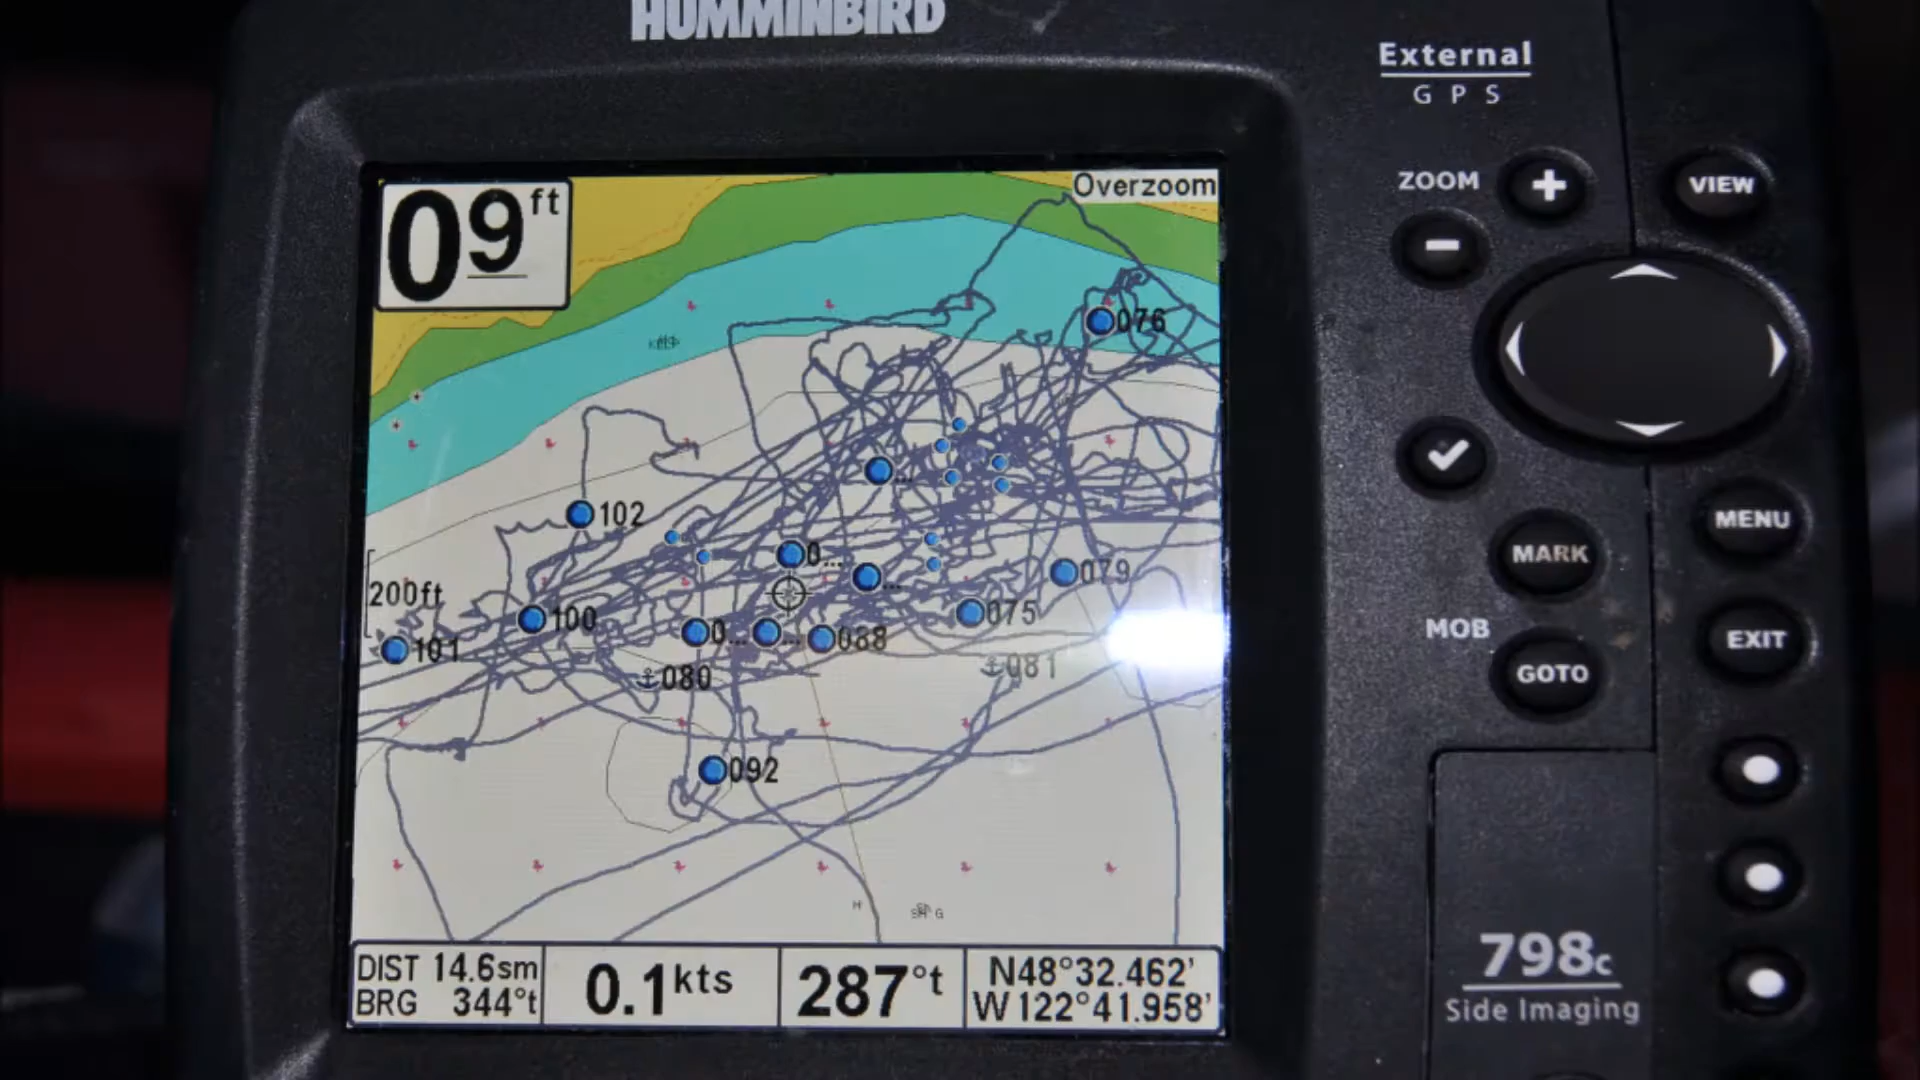 HUMMINBIRD
External
GPS
ZOOM
VIEW
09 ft
Overzoom
076
102
0...
...
...
079
200ft
100
075
101
0...
...
088
080
081
092
MARK
MENU
MOB
GOTO
EXIT
DIST 14.6sm
BRG 344°t
0.1kts
287°t
N48°32.462'
W122°41.958'
798c
Side Imaging